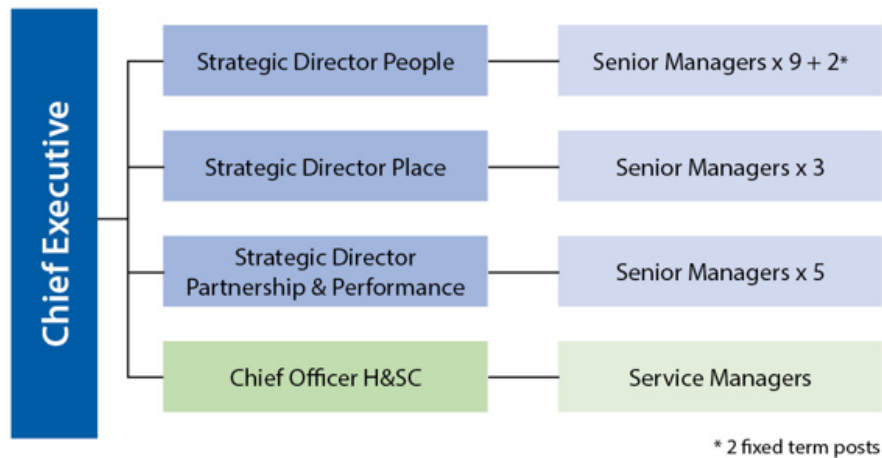 Chief Executive
Strategic Director People
Senior Managers x 9 + 2*
Strategic Director Place
Senior Managers x 3
Strategic Director
Partnership & Performance
Senior Managers x 5
Chief Officer H&SC
Service Managers
* 2 fixed term posts